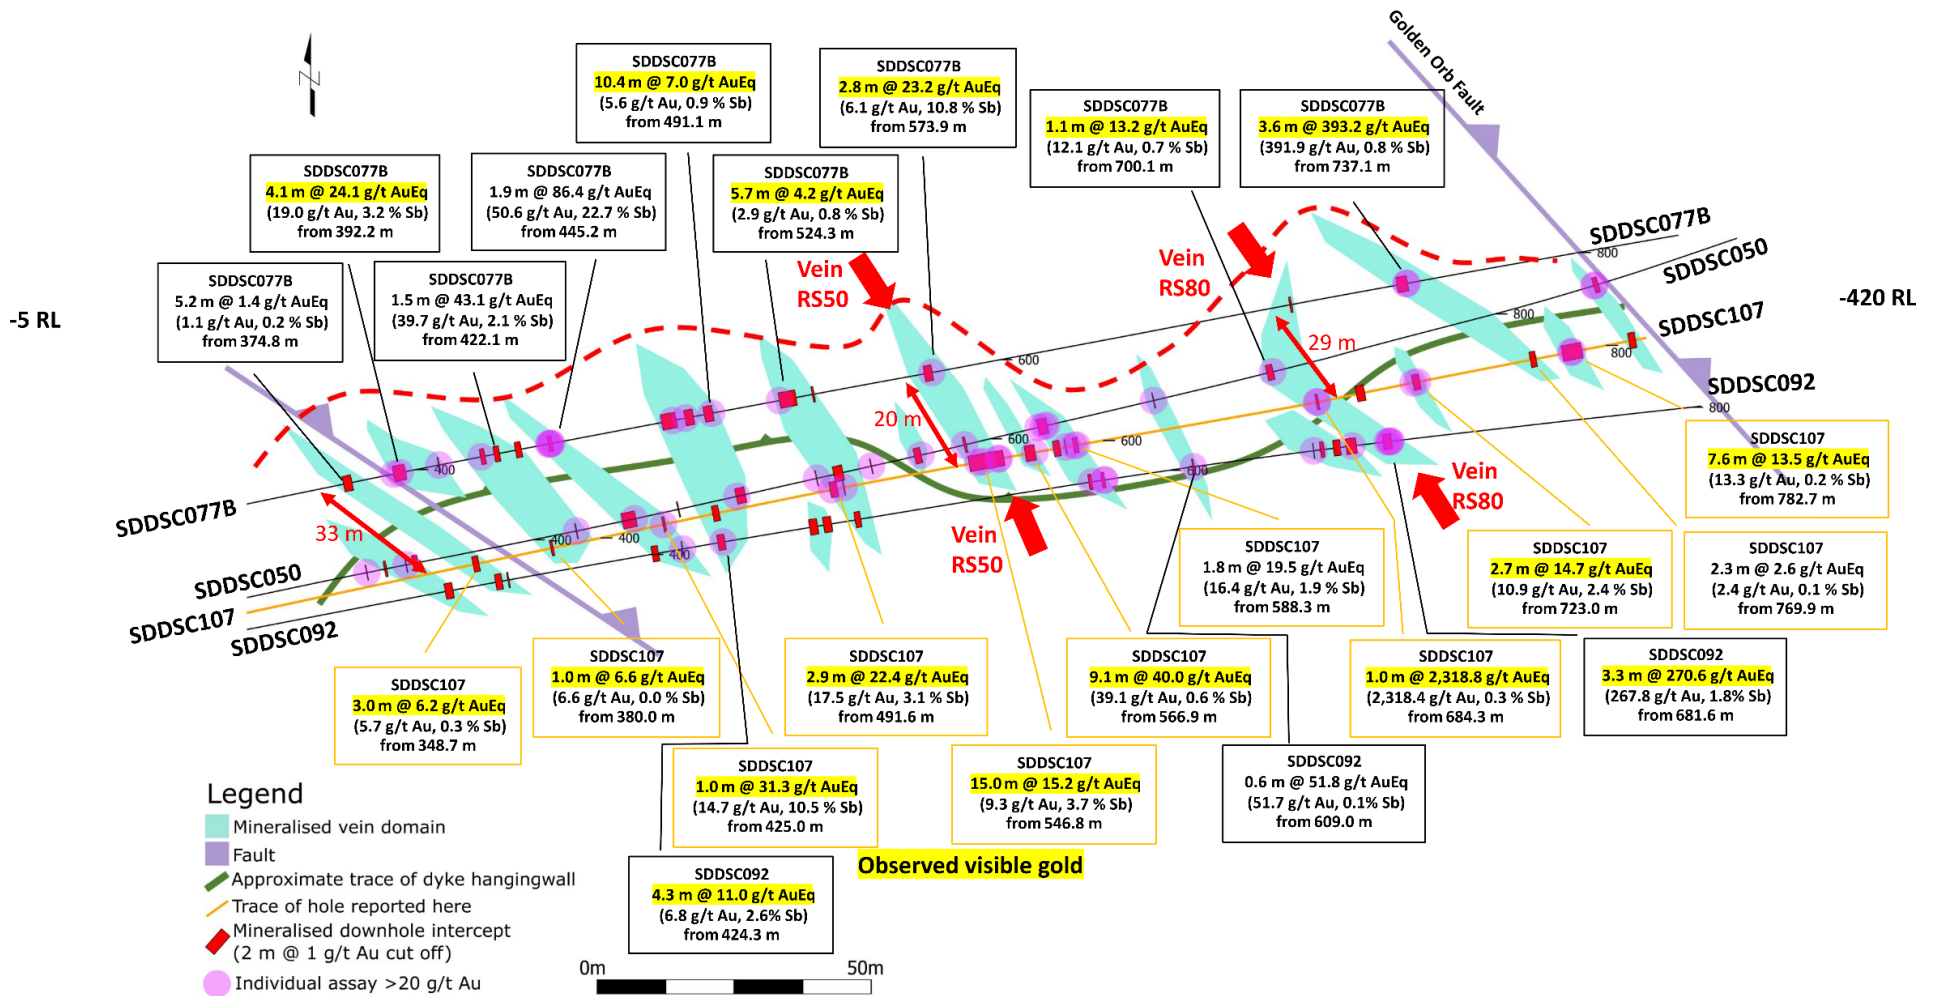 Golden Orb Fault
Z
SDDSC077B
10.4 m @ 7.0 g/t AuEq
(5.6 g/t Au, 0.9 % Sb)
from 491.1 m
SDDSC077B
2.8 m @ 23.2 g/t AuEq
(6.1 g/t Au, 10.8 % Sb)
from 573.9 m
SDDSC077B
1.1 m @ 13.2 g/t AuEq
(12.1 g/t Au, 0.7 % Sb)
from 700.1 m
SDDSC077B
3.6 m @ 393.2 g/t AuEq
(391.9 g/t Au, 0.8 % Sb)
from 737.1 m
SDDSC077B
4.1 m @ 24.1 g/t AuEq
(19.0 g/t Au, 3.2 % Sb)
from 392.2 m
SDDSC077B
1.9 m @ 86.4 g/t AuEq
(50.6 g/t Au, 22.7 % Sb)
from 445.2 m
SDDSC077B
5.7 m @ 4.2 g/t AuEq
(2.9 g/t Au, 0.8 % Sb)
from 524.3 m
SDDSC077B
5.2 m @ 1.4 g/t AuEq
(1.1 g/t Au, 0.2 % Sb)
from 374.8 m
SDDSC077B
1.5 m @ 43.1 g/t AuEq
(39.7 g/t Au, 2.1 % Sb)
from 422.1 m
Vein
RS50
Vein
RS80
SDDSC077B
800
SDDSC050
-5 RL
-420 RL
800
SDDSC107
800
29 m
600
SDDSC092
800
20 m
600
600
600
400
SDDSC077B
33 m
400
400
400
SDDSC050
SDDSC107
SDDSC092
Vein
RS50
Vein
RS80
SDDSC107
7.6 m @ 13.5 g/t AuEq
(13.3 g/t Au, 0.2 % Sb)
from 782.7 m
SDDSC107
1.8 m @ 19.5 g/t AuEq
(16.4 g/t Au, 1.9 % Sb)
from 588.3 m
SDDSC107
2.7 m @ 14.7 g/t AuEq
(10.9 g/t Au, 2.4 % Sb)
from 723.0 m
SDDSC107
2.3 m @ 2.6 g/t AuEq
(2.4 g/t Au, 0.1 % Sb)
from 769.9 m
SDDSC107
3.0 m @ 6.2 g/t AuEq
(5.7 g/t Au, 0.3 % Sb)
from 348.7 m
SDDSC107
1.0 m @ 6.6 g/t AuEq
(6.6 g/t Au, 0.0 % Sb)
from 380.0 m
SDDSC107
2.9 m @ 22.4 g/t AuEq
(17.5 g/t Au, 3.1 % Sb)
from 491.6 m
SDDSC107
9.1 m @ 40.0 g/t AuEq
(39.1 g/t Au, 0.6 % Sb)
from 566.9 m
SDDSC107
1.0 m @ 2,318.8 g/t AuEq
(2,318.4 g/t Au, 0.3 % Sb)
from 684.3 m
SDDSC092
3.3 m @ 270.6 g/t AuEq
(267.8 g/t Au, 1.8% Sb)
from 681.6 m
SDDSC107
1.0 m @ 31.3 g/t AuEq
(14.7 g/t Au, 10.5 % Sb)
from 425.0 m
SDDSC107
15.0 m @ 15.2 g/t AuEq
(9.3 g/t Au, 3.7 % Sb)
from 546.8 m
SDDSC092
0.6 m @ 51.8 g/t AuEq
(51.7 g/t Au, 0.1% Sb)
from 609.0 m
SDDSC092
4.3 m @ 11.0 g/t AuEq
(6.8 g/t Au, 2.6% Sb)
from 424.3 m
Observed visible gold
Legend
Mineralised vein domain
Fault
Approximate trace of dyke hangingwall
Trace of hole reported here
Mineralised downhole intercept
(2 m @ 1 g/t Au cut off)
Individual assay >20 g/t Au
0m
50m